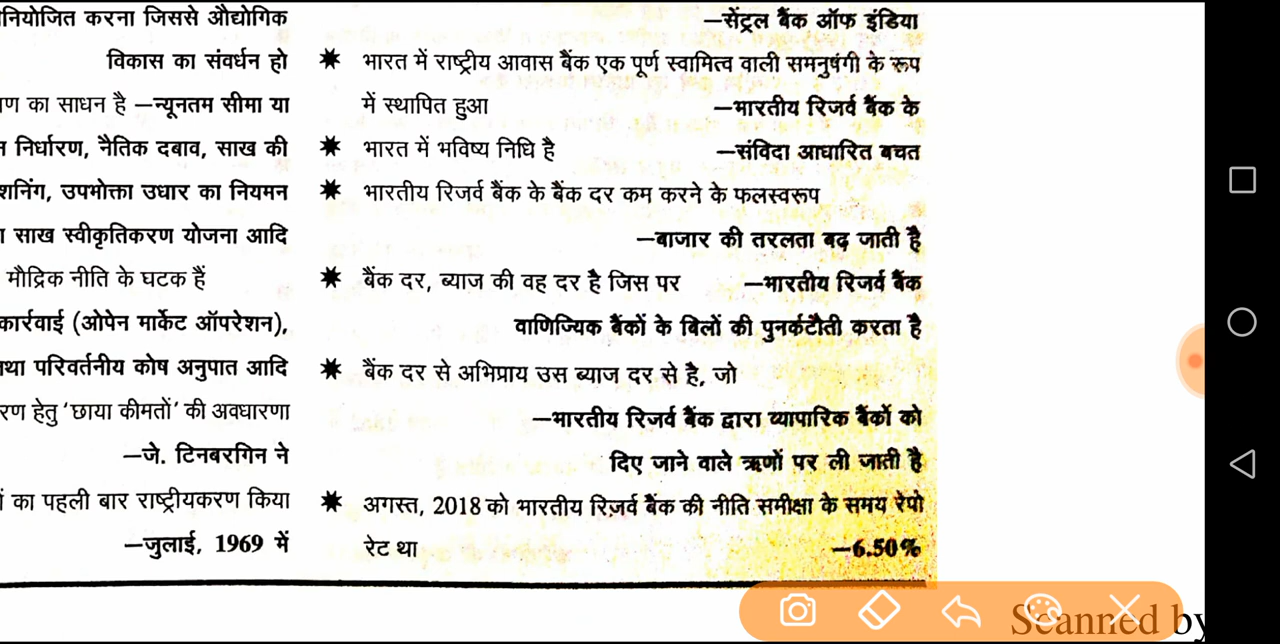 नियोजित करना जिससे औद्योगिक
विकास का संवर्धन हो
ण का साधन है –न्यूनतम सीमा या
निर्धारण, नैतिक दबाव, साख की
शनिंग, उपभोक्ता उधार का नियमन
साख स्वीकृतिकरण योजना आदि
मौद्रिक नीति के घटक हैं
कार्रवाई (ओपेन मार्केट ऑपरेशन),
तथा परिवर्तनीय कोष अनुपात आदि
रण हेतु 'छाया कीमतों' की अवधारणा
–जे. टिनबरगिन ने
का पहली बार राष्ट्रीयकरण किया
–जुलाई, 1969 में
–सेंट्रल बैंक ऑफ इंडिया
* भारत में राष्ट्रीय आवास बैंक एक पूर्ण स्वामित्व वाली समनुषंगी के रूप
में स्थापित हुआ –भारतीय रिजर्व बैंक के
* भारत में भविष्य निधि है –संविदा आधारित बचत
* भारतीय रिजर्व बैंक के बैंक दर कम करने के फलस्वरूप
–बाजार की तरलता बढ़ जाती है
* बैंक दर, ब्याज की वह दर है जिस पर –भारतीय रिजर्व बैंक
वाणिज्यिक बैंकों के बिलों की पुनर्कटौती करता है
* बैंक दर से अभिप्राय उस ब्याज दर से है, जो
–भारतीय रिजर्व बैंक द्वारा व्यापारिक बैंकों को
दिए जाने वाले ऋणों पर ली जाती है
* अगस्त, 2018 को भारतीय रिज़र्व बैंक की नीति समीक्षा के समय रेपो
रेट था –6.50%
Scanned by